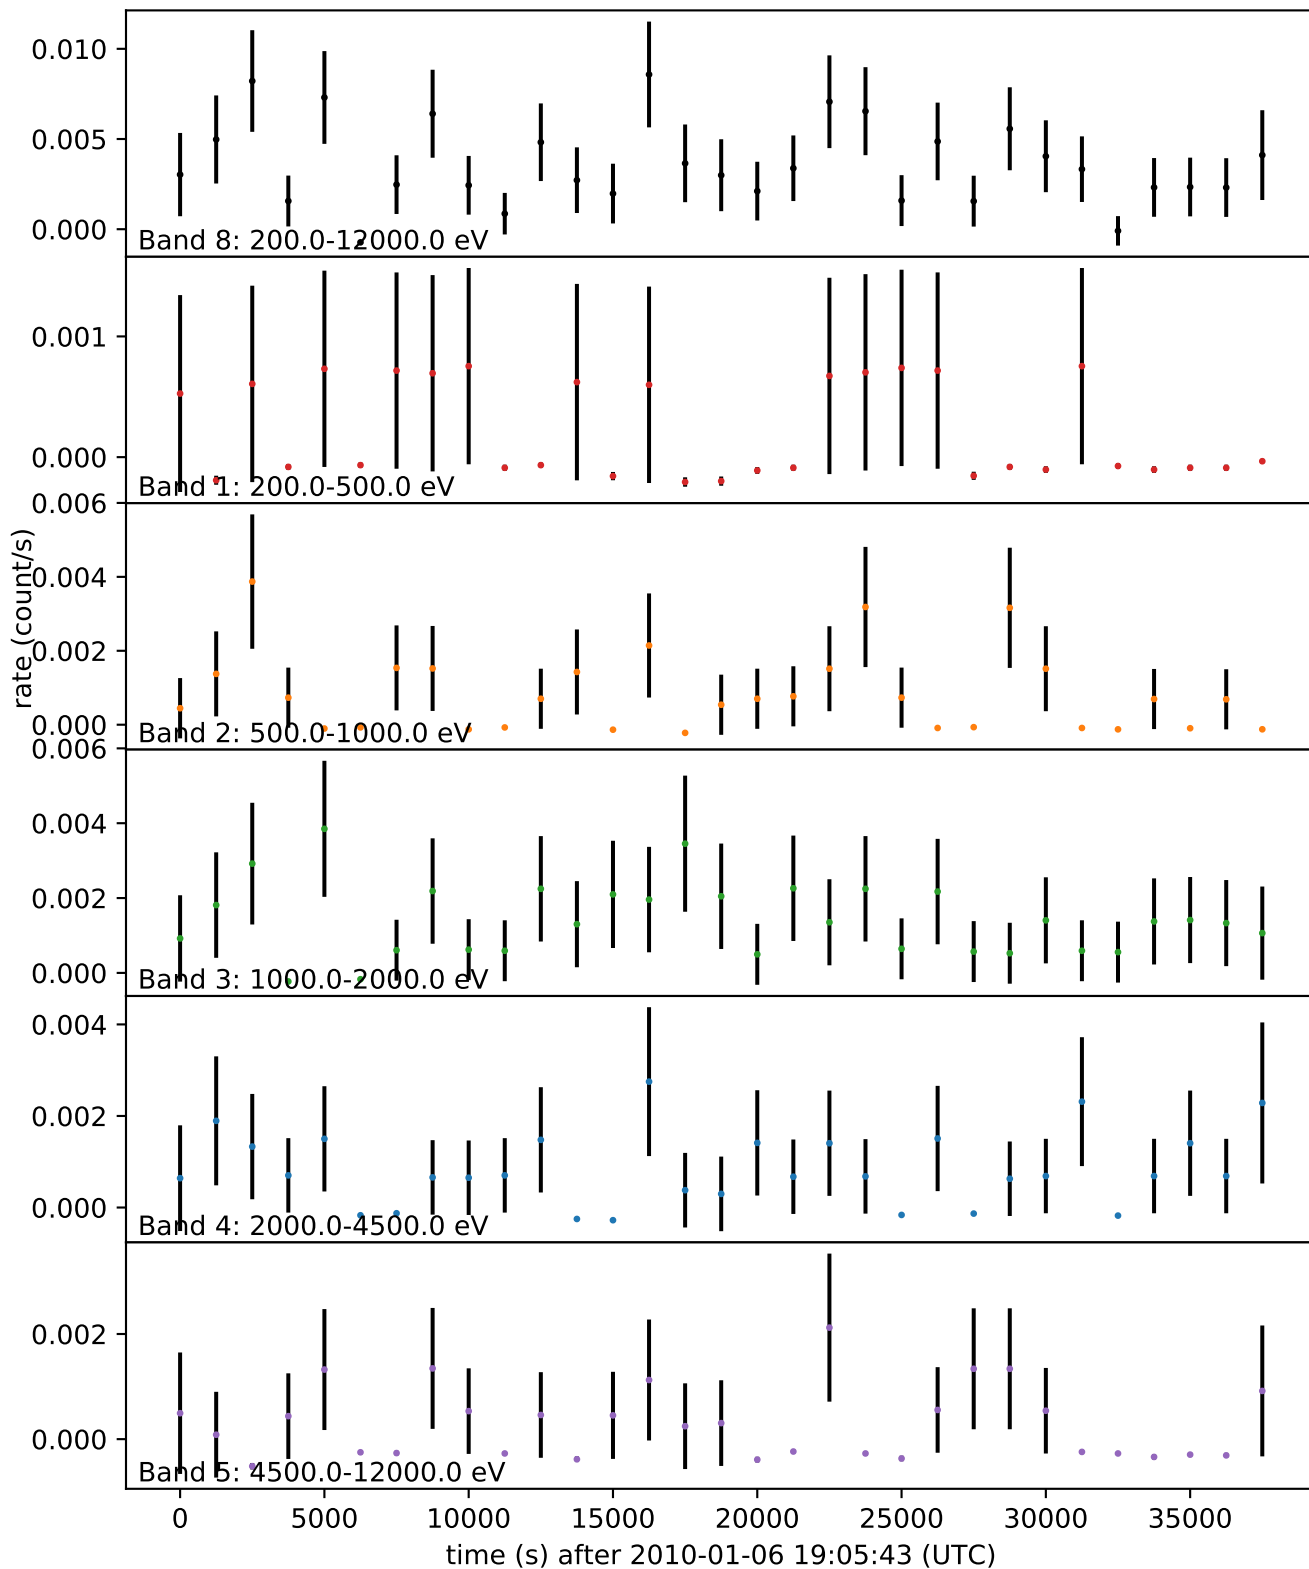 0.010
0.005
0.000
Band 8: 200.0-12000.0 eV
0.001
0.000
Band 1: 200.0-500.0 eV
rate (count/s)
0.006
0.004
0.002
0.000
Band 2: 500.0-1000.0 eV
0.006
0.004
0.002
0.000
Band 3: 1000.0-2000.0 eV
0.004
0.002
0.000
Band 4: 2000.0-4500.0 eV
0.002
0.000
Band 5: 4500.0-12000.0 eV
0 5000 10000 15000 20000 25000 30000 35000
time (s) after 2010-01-06 19:05:43 (UTC)